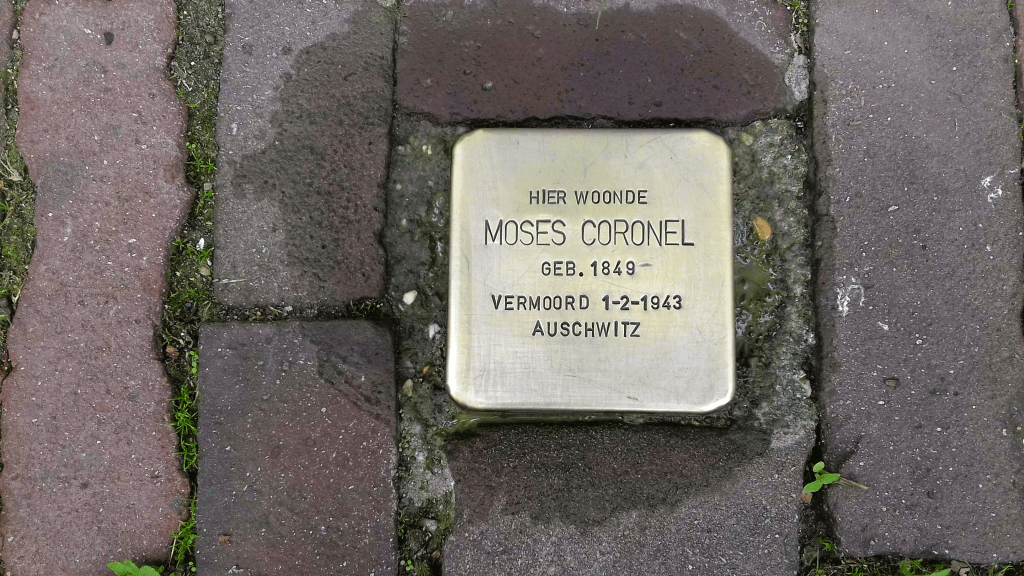 HIER WOONDE
MOSES CORONEL
GEB. 1849
VERMOORD 1-2-1943
AUSCHWITZ